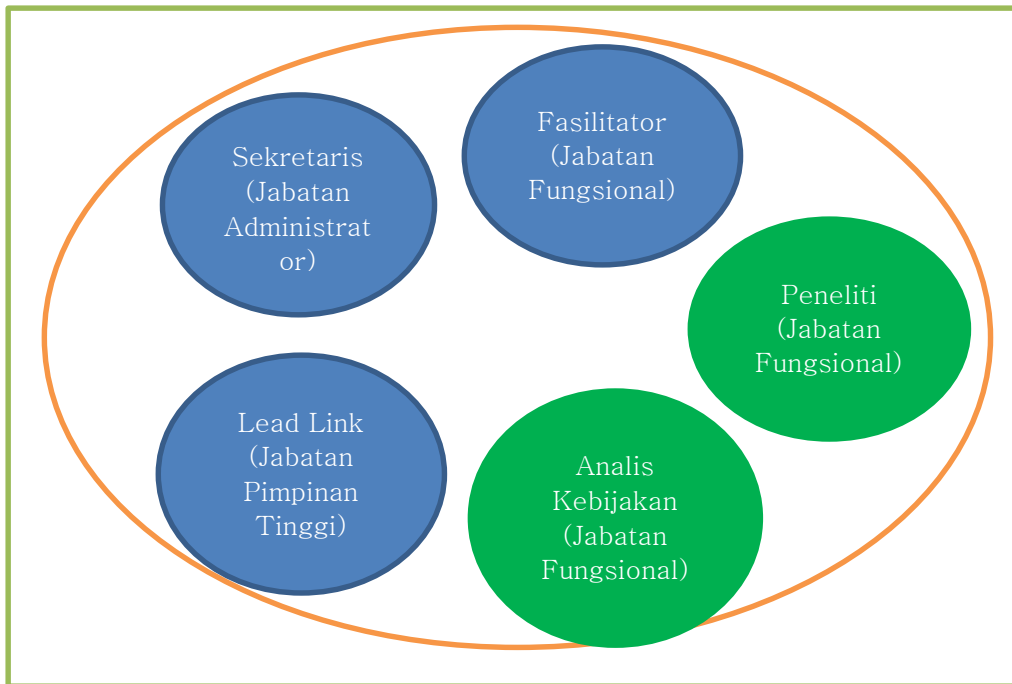 Fasilitator
(Jabatan
Fungsional)
Sekretaris
(Jabatan
Administrat
or)
Peneliti
(Jabatan
Fungsional)
Lead Link
(Jabatan
Pimpinan
Tinggi)
Analis
Kebijakan
(Jabatan
Fungsional)